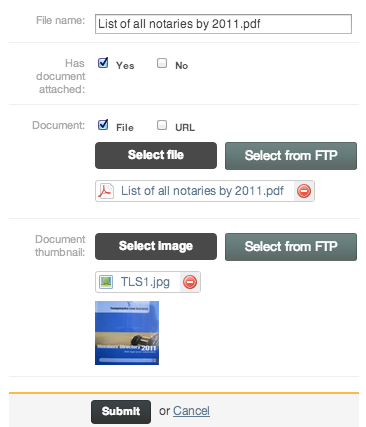 File name: List of notaries by 2011.pdf
Has document attached: Yes No
Document: File URL
Select file Select from FTP
List of all notaries by 2011.pdf
Document thumbnail: Select Image Select from FTP
TLS1.jpg
2011
Submit or Cancel